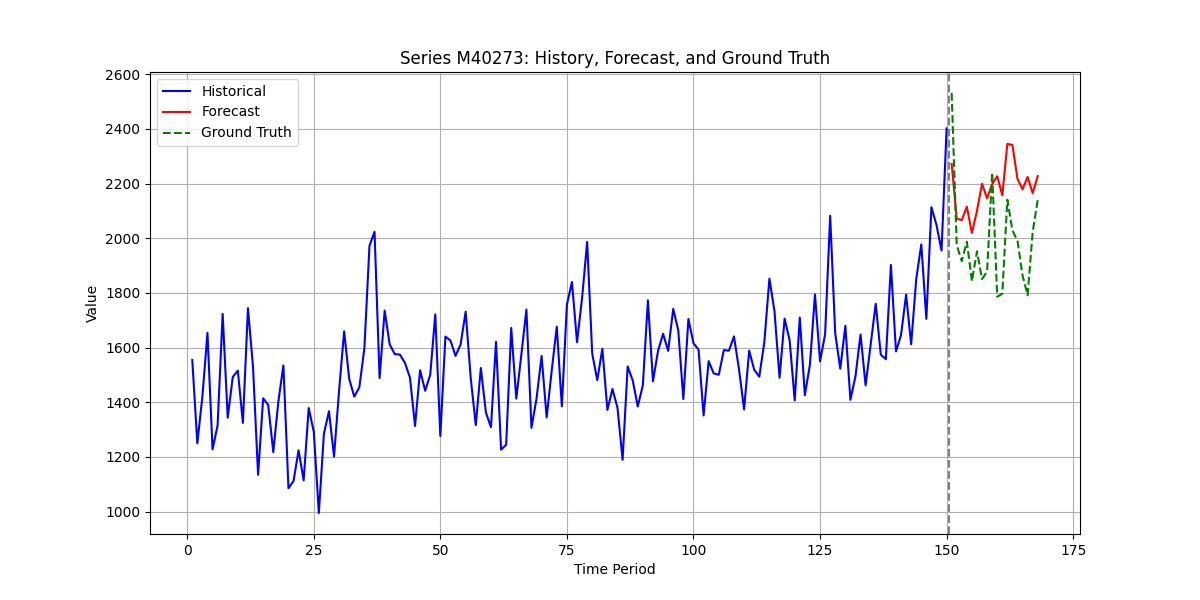 Series M40273: History, Forecast, and Ground Truth
Historical
Forecast
Ground Truth
2600
2400
2200
2000
1800
1600
1400
1200
1000
Value
0 25 50 75 100 125 150 175
Time Period